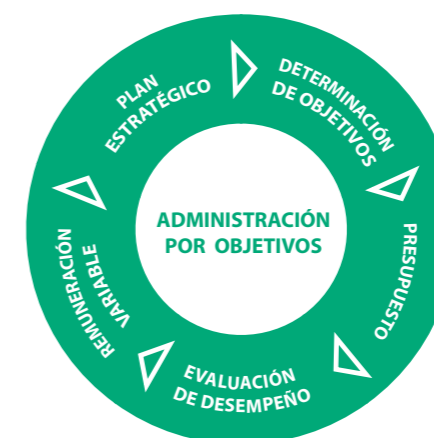 PLAN
ESTRATÉGICO
DETERMINACIÓN
DE OBJETIVOS
PRESUPUESTO
EVALUACIÓN
DE DESEMPEÑO
REMUNERACIÓN
VARIABLE
ADMINISTRACIÓN
POR OBJETIVOS